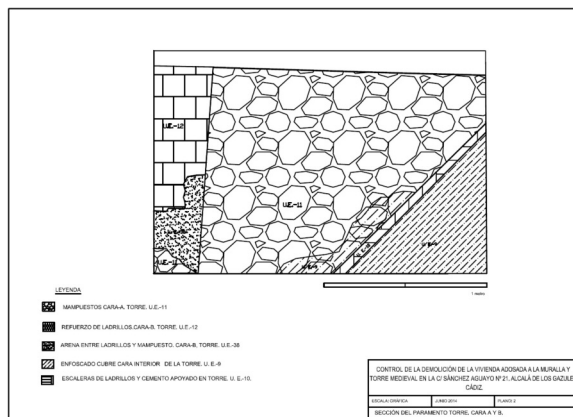 U.E.-12
U.E.-11
U.E.-11
1 metro
LEYENDA
MAMPUESTOS CARA-A. TORRE. U.E.-11
REFUERZO DE LADRILLOS.CARA-B. TORRE. U.E.-12
ARENA ENTRE LADRILLOS Y MAMPUESTO. CARA-B, TORRE. U.E.-38
ENFOSCADO CUBRE CARA INTERIOR DE LA TORRE. U.E.-9
ESCALERAS DE LADRILLOS Y CEMENTO APOYADO EN TORRE. U. E.-10.
CONTROL DE LA DEMOLICIÓN DE LA VIVIENDA ADOSADA A LA MURALLA Y
TORRE MEDIEVAL EN LA C/ SÁNCHEZ AGUAYO Nº 21. ALCALÁ DE LOS GAZULES
CÁDIZ.
ESCALA GRÁFICA JUNIO 2014 PLANO 2
SECCIÓN DEL PARAMENTO TORRE, CARA A Y B.